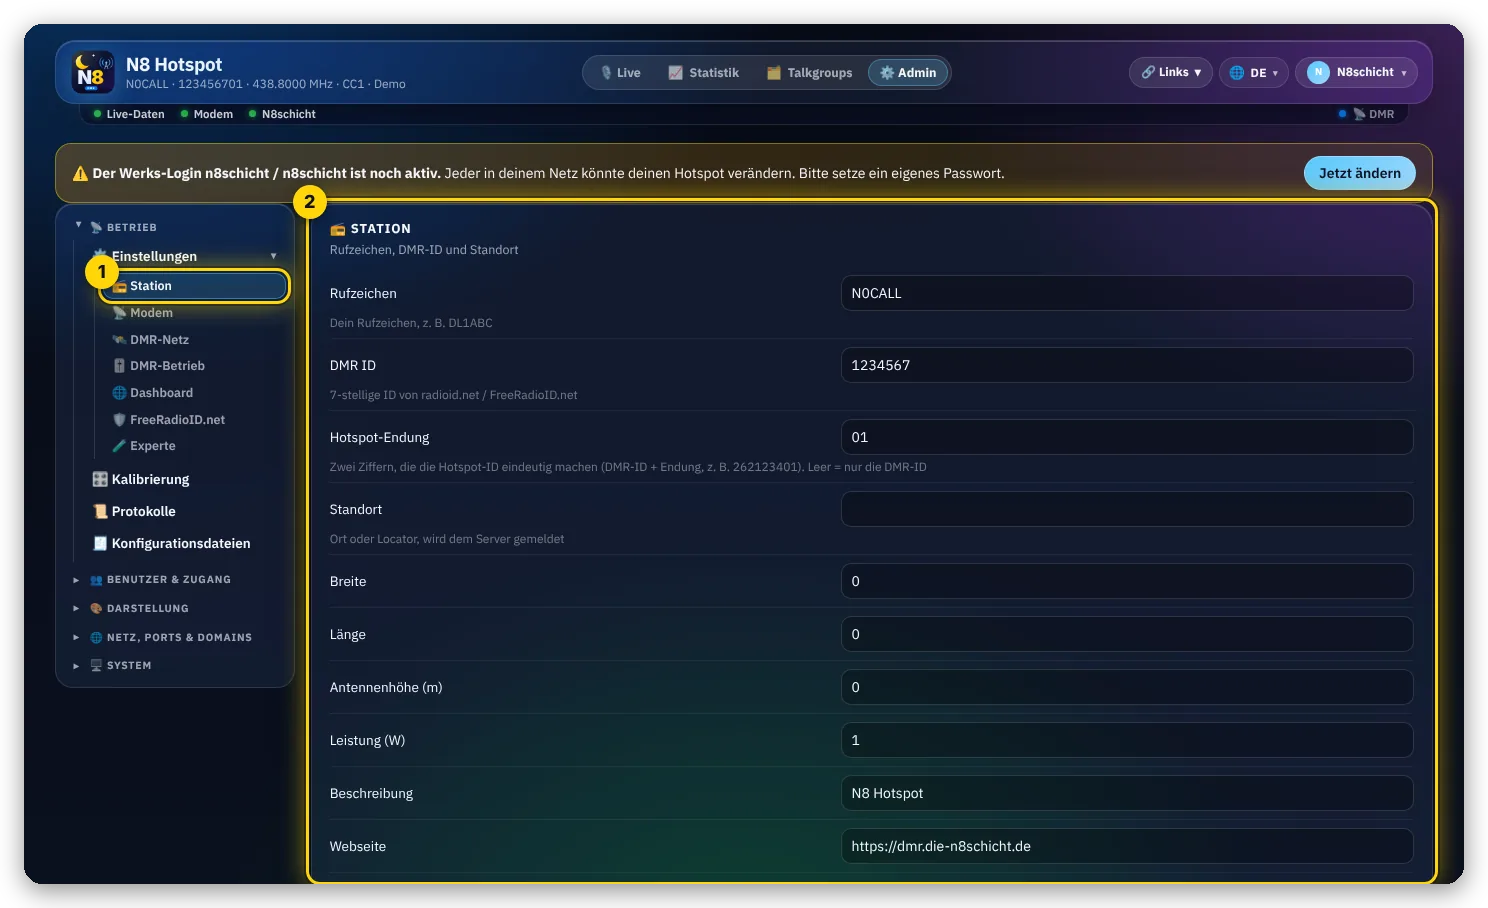 N8 Hotspot
N0CALL · 123456701 · 438.8000 MHz · CC1 · Demo
Live
Statistik
Talkgroups
Admin
Links ▾
DE ▾
N
N8schicht ▾
N8
Live-Daten
Modem
N8schicht
DMR
Der Werks-Login n8schicht / n8schicht ist noch aktiv. Jeder in deinem Netz könnte deinen Hotspot verändern. Bitte setze ein eigenes Passwort.
Jetzt ändern
BETRIEB
Einstellungen
1
Station
Modem
DMR-Netz
DMR-Betrieb
Dashboard
FreeRadioID.net
Experte
Kalibrierung
Protokolle
Konfigurationsdateien
BENUTZER & ZUGANG
DARSTELLUNG
NETZ, PORTS & DOMAINS
SYSTEM
2
STATION
Rufzeichen, DMR-ID und Standort
Rufzeichen
N0CALL
Dein Rufzeichen, z. B. DL1ABC
DMR ID
1234567
7-stellige ID von radioid.net / FreeRadioID.net
Hotspot-Endung
01
Zwei Ziffern, die die Hotspot-ID eindeutig machen (DMR-ID + Endung, z. B. 262123401). Leer = nur die DMR-ID
Standort
Ort oder Locator, wird dem Server gemeldet
Breite
0
Länge
0
Antennenhöhe (m)
0
Leistung (W)
1
Beschreibung
N8 Hotspot
Webseite
https://dmr.die-n8schicht.de